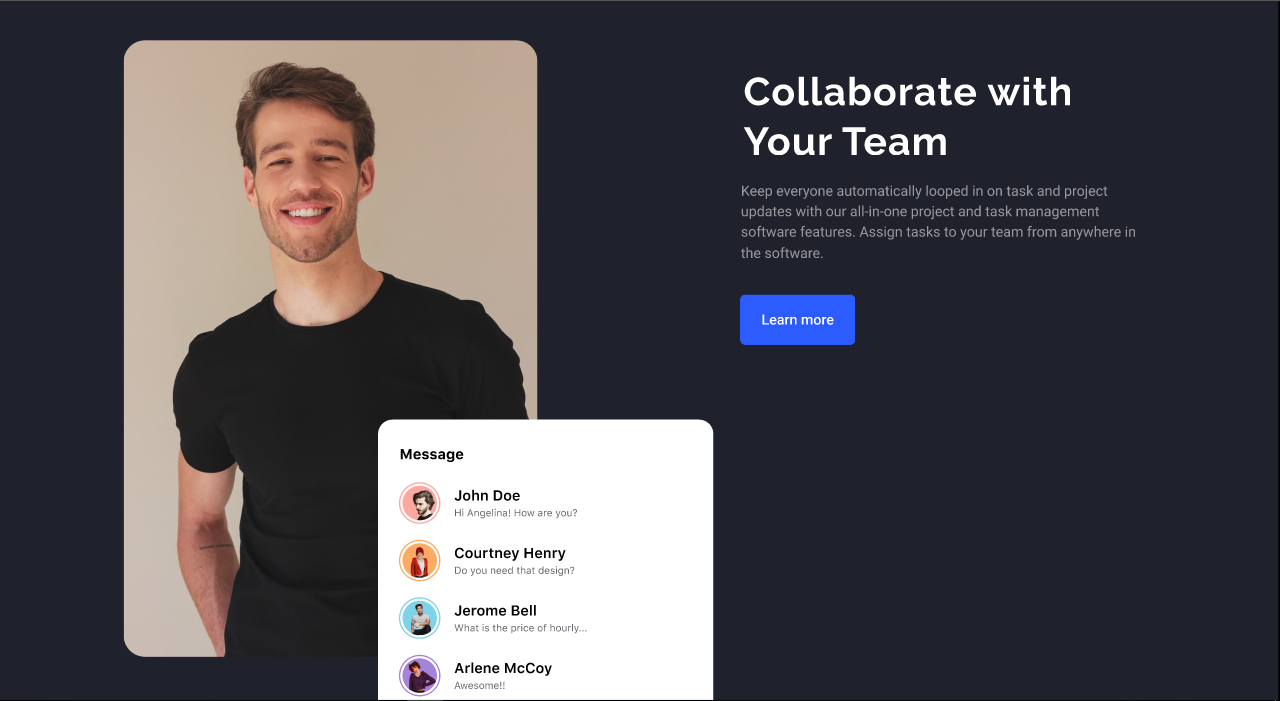 Collaborate with
Your Team
Keep everyone automatically looped in on task and project
updates with our all-in-one project and task management
software features. Assign tasks to your team from anywhere in
the software.
Learn more
Message
John Doe
Hi Angelina! How are you?
Courtney Henry
Do you need that design?
Jerome Bell
What is the price of hourly...
Arlene McCoy
Awesome!!